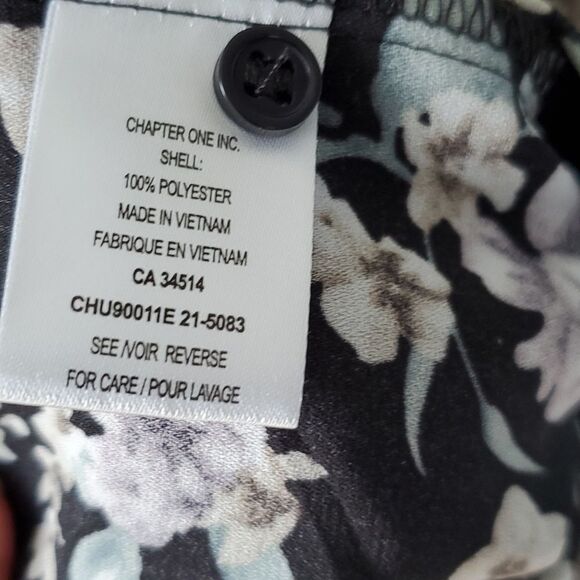 CHAPTER ONE INC.
SHELL:
100% POLYESTER
MADE IN VIETNAM
FABRIQUE EN VIETNAM
CA 34514
CHU90011E 21-5083
SEE /VOIR REVERSE
FOR CARE / POUR LAVAGE